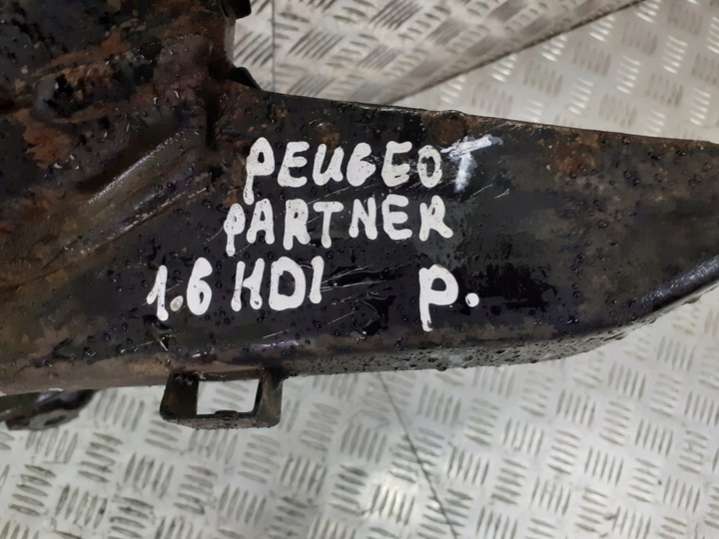 PEUGEOT
PARTNER
1.6 HDI P.